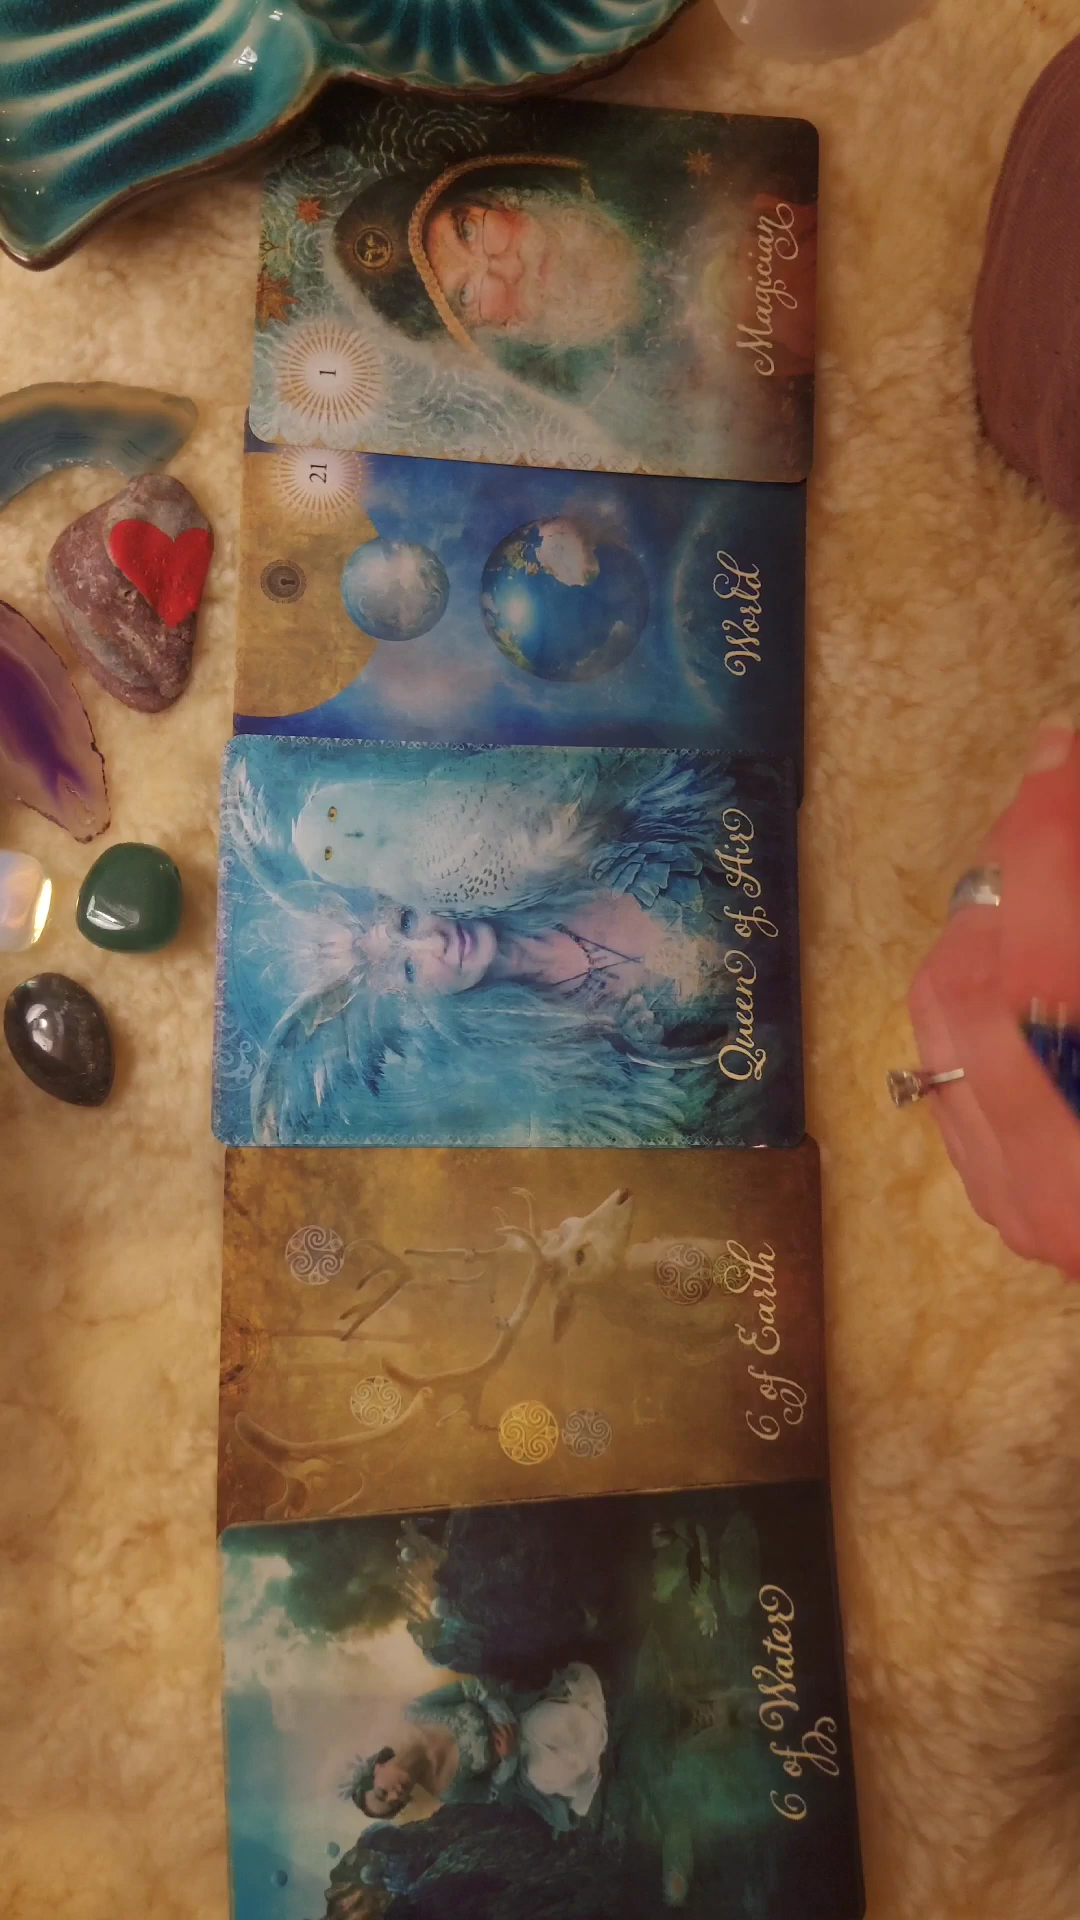 6 of Water
6 of Earth
Queen of Air
21
World
1
Magician